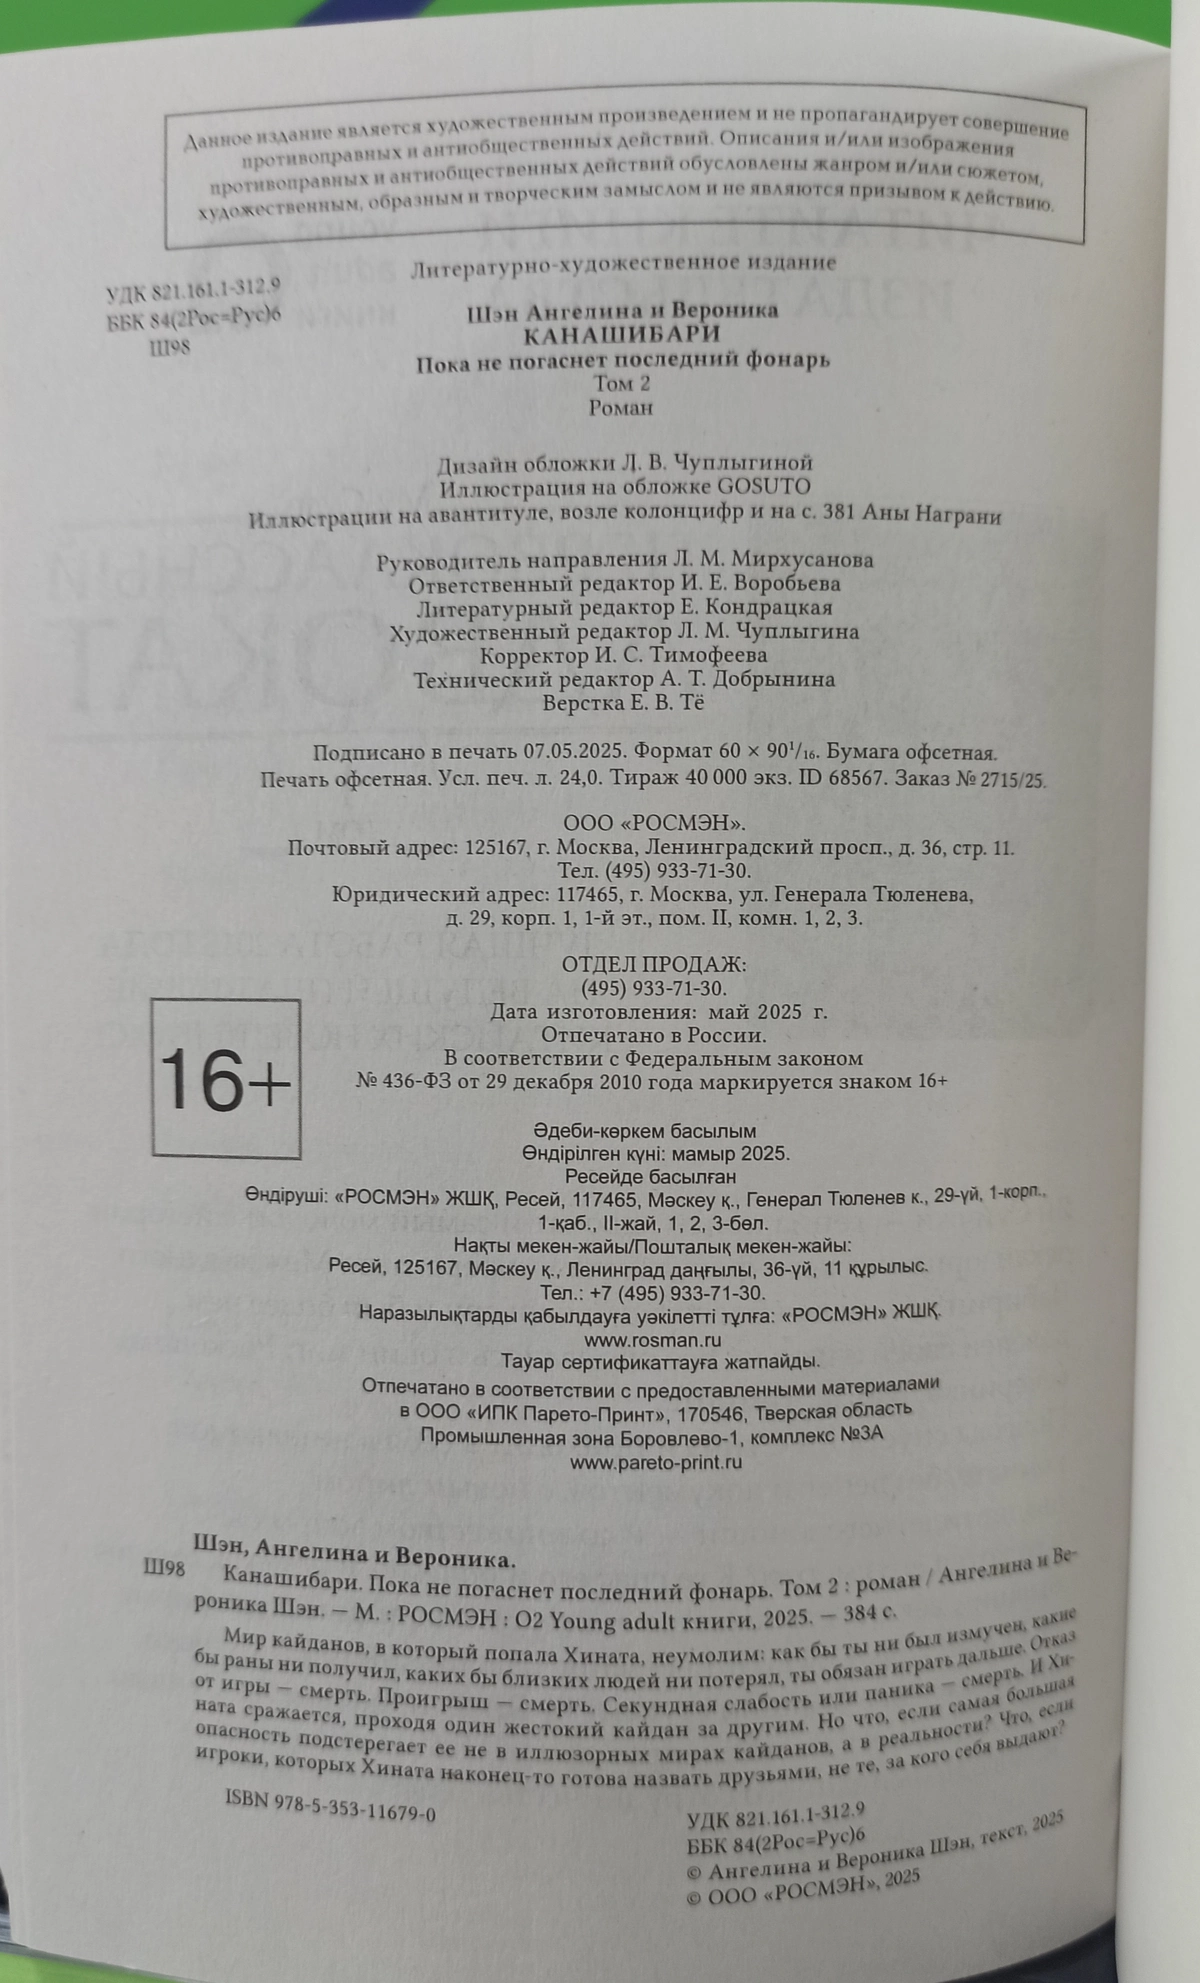 Данное издание является художественным произведением и не пропагандирует совершение
противоправных и антиобщественных действий. Описания и/или изображения
противоправных и антиобщественных действий обусловлены жанром и/или сюжетом,
художественным, образным и творческим замыслом и не являются призывом к действию.
УДК 821.161.1-312.9
ББК 84(2Рос=Рус)6
Ш98
Литературно-художественное издание
Шэн Ангелина и Вероника
КАНАШИБАРИ
Пока не погаснет последний фонарь
Том 2
Роман
Дизайн обложки Л. В. Чуплыгиной
Иллюстрация на обложке GOSUTO
Иллюстрации на авантитуле, возле колонцифр и на с. 381 Аны Награни
Руководитель направления Л. М. Мирхусанова
Ответственный редактор И. Е. Воробьева
Литературный редактор Е. Кондрацкая
Художественный редактор Л. М. Чуплыгина
Корректор И. С. Тимофеева
Технический редактор А. Т. Добрынина
Верстка Е. В. Тё
Подписано в печать 07.05.2025. Формат 60 × 90¹/₁₆. Бумага офсетная.
Печать офсетная. Усл. печ. л. 24,0. Тираж 40 000 экз. ID 68567. Заказ № 2715/25.
ООО «РОСМЭН».
Почтовый адрес: 125167, г. Москва, Ленинградский просп., д. 36, стр. 11.
Тел. (495) 933-71-30.
Юридический адрес: 117465, г. Москва, ул. Генерала Тюленева,
д. 29, корп. 1, 1-й эт., пом. II, комн. 1, 2, 3.
ОТДЕЛ ПРОДАЖ:
(495) 933-71-30.
Дата изготовления: май 2025 г.
Отпечатано в России.
В соответствии с Федеральным законом
№ 436-ФЗ от 29 декабря 2010 года маркируется знаком 16+
16+
Әдеби-көркем басылым
Өндірілген күні: мамыр 2025.
Ресейде басылған
Өндіруші: «РОСМЭН» ЖШҚ, Ресей, 117465, Мәскеу қ., Генерал Тюленев к., 29-үй, 1-корп.,
1-қаб., II-жай, 1, 2, 3-бөл.
Нақты мекен-жайы/Пошталық мекен-жайы:
Ресей, 125167, Мәскеу қ., Ленинград даңғылы, 36-үй, 11 құрылыс.
Тел.: +7 (495) 933-71-30.
Наразылықтарды қабылдауға уәкілетті тұлға: «РОСМЭН» ЖШҚ.
www.rosman.ru
Тауар сертификаттауға жатпайды.
Отпечатано в соответствии с предоставленными материалами
в ООО «ИПК Парето-Принт», 170546, Тверская область
Промышленная зона Боровлево-1, комплекс №3А
www.pareto-print.ru
Шэн, Ангелина и Вероника.
Ш98 Канашибари. Пока не погаснет последний фонарь. Том 2 : роман / Ангелина и Ве-
роника Шэн. — М. : РОСМЭН : О2 Young adult книги, 2025. — 384 с.
Мир кайданов, в который попала Хината, неумолим: как бы ты ни был измучен, какие
бы раны ни получил, каких бы близких людей ни потерял, ты обязан играть дальше. Отказ
от игры — смерть. Проигрыш — смерть. Секундная слабость или паника — смерть. И Хи-
ната сражается, проходя один жестокий кайдан за другим. Но что, если самая большая
опасность подстерегает ее не в иллюзорных мирах кайданов, а в реальности? Что, если
игроки, которых Хината наконец-то готова назвать друзьями, не те, за кого себя выдают?
ISBN 978-5-353-11679-0
УДК 821.161.1-312.9
ББК 84(2Рос=Рус)6
© Ангелина и Вероника Шэн, текст, 2025
© ООО «РОСМЭН», 2025